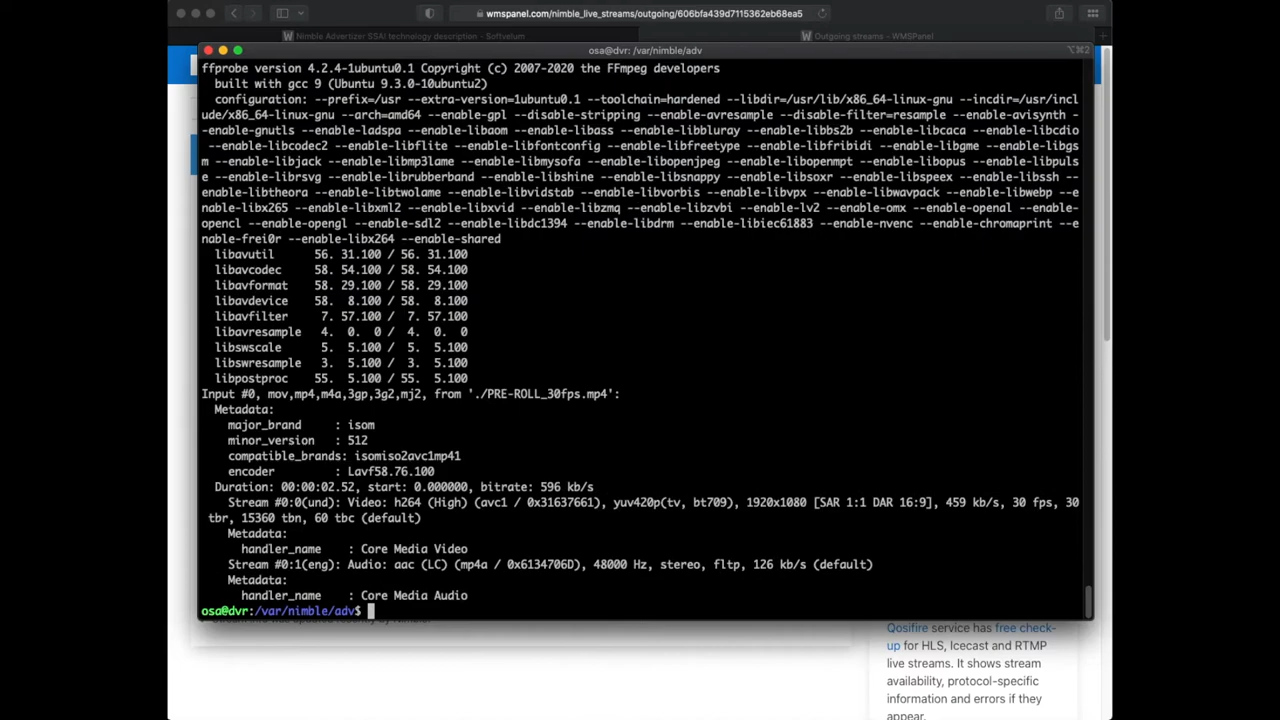 wmspanel.com/nimble_live_streams/outgoing/606bfa439d7115362eb68ea5
Nimble Advertizer SSAI technology description - Softvelum
Outgoing streams - WMSPanel
osa@dvr: /var/nimble/adv
⌥⌘2
ffprobe version 4.2.4-1ubuntu0.1 Copyright (c) 2007-2020 the FFmpeg developers
built with gcc 9 (Ubuntu 9.3.0-10ubuntu2)
configuration: --prefix=/usr --extra-version=1ubuntu0.1 --toolchain=hardened --libdir=/usr/lib/x86_64-linux-gnu --incdir=/usr/incl
ude/x86_64-linux-gnu --arch=amd64 --enable-gpl --disable-stripping --enable-avresample --disable-filter=resample --enable-avisynth -
-enable-gnutls --enable-ladspa --enable-libaom --enable-libass --enable-libbluray --enable-libbs2b --enable-libcaca --enable-libcdio
--enable-libcodec2 --enable-libflite --enable-libfontconfig --enable-libfreetype --enable-libfribidi --enable-libgme --enable-libgs
m --enable-libjack --enable-libmp3lame --enable-libmysofa --enable-libopenjpeg --enable-libopenmpt --enable-libopus --enable-libpuls
e --enable-librsvg --enable-librubberband --enable-libshine --enable-libsnappy --enable-libsoxr --enable-libspeex --enable-libssh --
enable-libtheora --enable-libtwolame --enable-libvidstab --enable-libvorbis --enable-libvpx --enable-libwavpack --enable-libwebp --e
nable-libx265 --enable-libxml2 --enable-libxvid --enable-libzmq --enable-libzvbi --enable-lv2 --enable-omx --enable-openal --enable-
opencl --enable-opengl --enable-sdl2 --enable-libdc1394 --enable-libdrm --enable-libiec61883 --enable-nvenc --enable-chromaprint --e
nable-frei0r --enable-libx264 --enable-shared
libavutil 56. 31.100 / 56. 31.100
libavcodec 58. 54.100 / 58. 54.100
libavformat 58. 29.100 / 58. 29.100
libavdevice 58. 8.100 / 58. 8.100
libavfilter 7. 57.100 / 7. 57.100
libavresample 4. 0. 0 / 4. 0. 0
libswscale 5. 5.100 / 5. 5.100
libswresample 3. 5.100 / 3. 5.100
libpostproc 55. 5.100 / 55. 5.100
Input #0, mov,mp4,m4a,3gp,3g2,mj2, from './PRE-ROLL_30fps.mp4':
Metadata:
major_brand : isom
minor_version : 512
compatible_brands: isomiso2avc1mp41
encoder : Lavf58.76.100
Duration: 00:00:02.52, start: 0.000000, bitrate: 596 kb/s
Stream #0:0(und): Video: h264 (High) (avc1 / 0x31637661), yuv420p(tv, bt709), 1920x1080 [SAR 1:1 DAR 16:9], 459 kb/s, 30 fps, 30
tbr, 15360 tbn, 60 tbc (default)
Metadata:
handler_name : Core Media Video
Stream #0:1(eng): Audio: aac (LC) (mp4a / 0x6134706D), 48000 Hz, stereo, fltp, 126 kb/s (default)
Metadata:
handler_name : Core Media Audio
osa@dvr:/var/nimble/adv$
Qosifire service has free check-
up for HLS, Icecast and RTMP
live streams. It shows stream
availability, protocol-specific
information and errors if they
appear.